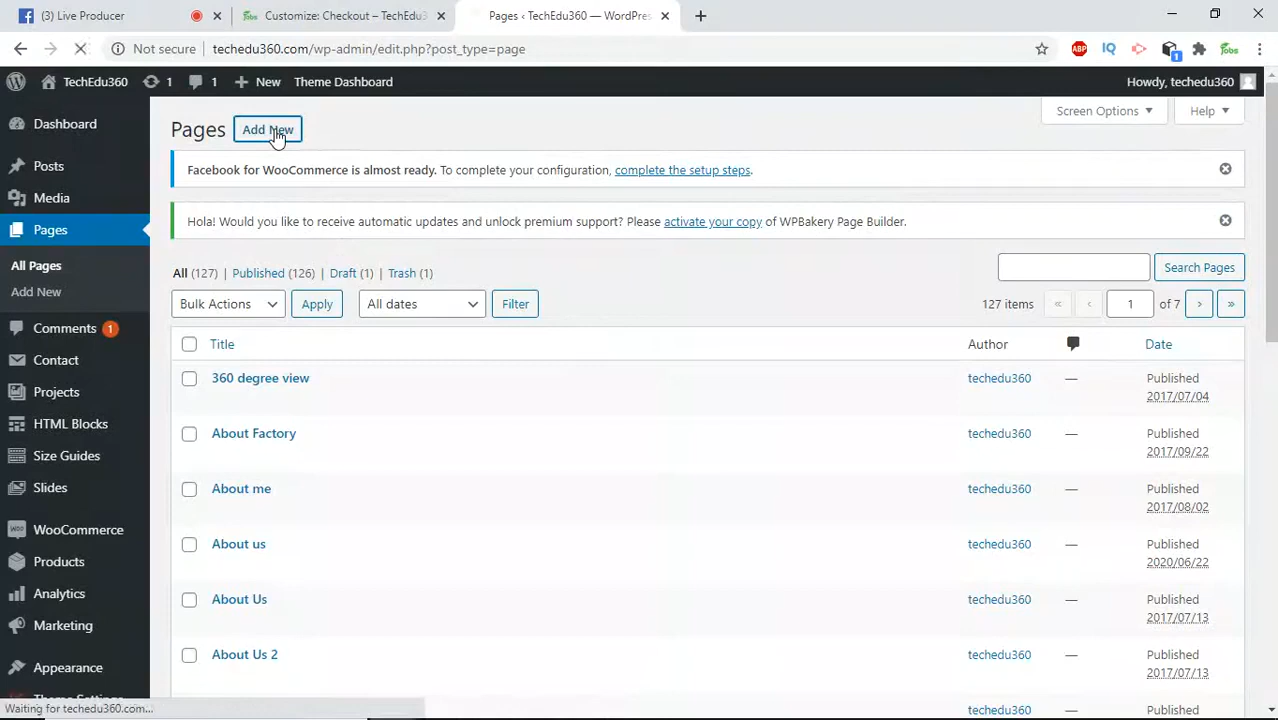 (3) Live Producer
Customize: Checkout – TechEdu3
Pages ‹ TechEdu360 — WordPres
Not secure techedu360.com/wp-admin/edit.php?post_type=page
ABP IQ 1 Jobs
TechEdu360 1 1 New Theme Dashboard Howdy, techedu360
Dashboard
Posts
Media
Pages
All Pages
Add New
Comments 1
Contact
Projects
HTML Blocks
Size Guides
Slides
WooCommerce
Products
Analytics
Marketing
Appearance
Theme Settings
Screen Options Help
Pages Add New
Facebook for WooCommerce is almost ready. To complete your configuration, complete the setup steps.
Hola! Would you like to receive automatic updates and unlock premium support? Please activate your copy of WPBakery Page Builder.
All (127) | Published (126) | Draft (1) | Trash (1)
Search Pages
Bulk Actions Apply All dates Filter 127 items « ‹ 1 of 7 › »
Title Author Date
360 degree view techedu360 — Published
2017/07/04
About Factory techedu360 — Published
2017/09/22
About me techedu360 — Published
2017/08/02
About us techedu360 — Published
2020/06/22
About Us techedu360 — Published
2017/07/13
About Us 2 techedu360 — Published
2017/07/13
techedu360 — Published
Waiting for techedu360.com...